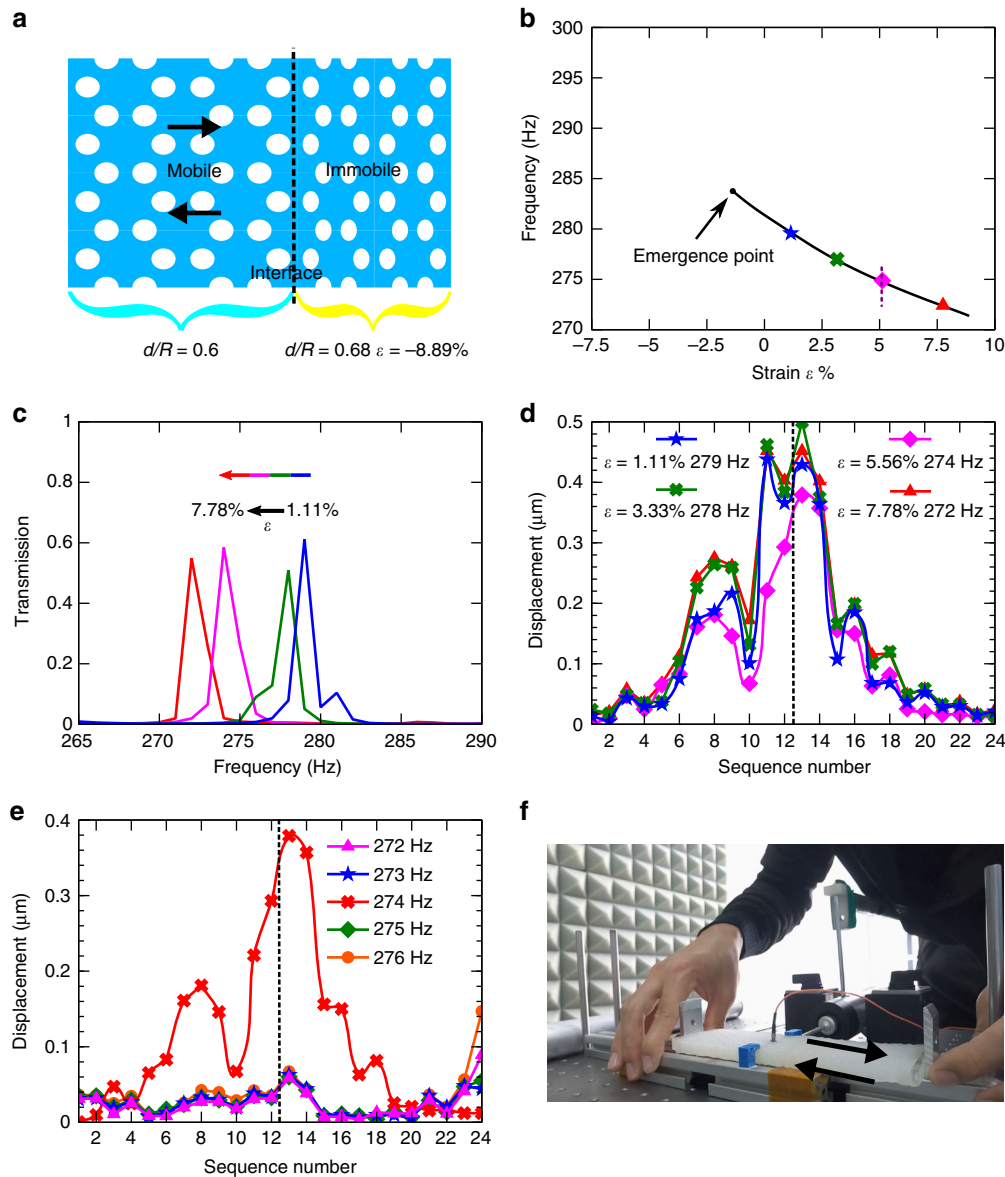 a
Mobile
Immobile
Interface
d/R = 0.6
d/R = 0.68 ε = −8.89%
b
300
295
290
285
280
275
270
Frequency (Hz)
Emergence point
−7.5 −5 −2.5 0 2.5 5 7.5 10
Strain ε %
c
1
0.8
0.6
0.4
0.2
0
Transmission
7.78% 1.11%
ε
265 270 275 280 285 290
Frequency (Hz)
d
0.5
0.4
0.3
0.2
0.1
0
Displacement (μm)
ε = 1.11% 279 Hz
ε = 5.56% 274 Hz
ε = 3.33% 278 Hz
ε = 7.78% 272 Hz
2 4 6 8 10 12 14 16 18 20 22 24
Sequence number
e
0.4
0.3
0.2
0.1
0
Displacement (μm)
272 Hz
273 Hz
274 Hz
275 Hz
276 Hz
2 4 6 8 10 12 14 16 18 20 22 24
Sequence number
f